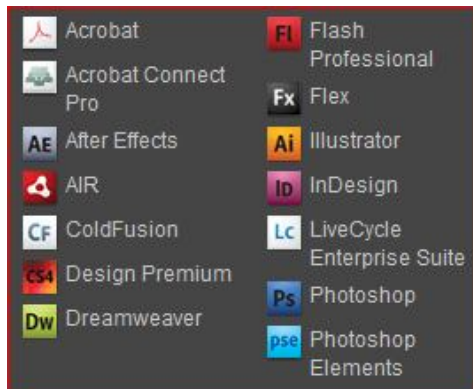 Acrobat
Acrobat Connect
Pro
AE After Effects
AIR
CF ColdFusion
CS4 Design Premium
Dw Dreamweaver
Fl Flash
Professional
Fx Flex
Ai Illustrator
ID InDesign
Lc LiveCycle
Enterprise Suite
Ps Photoshop
pse Photoshop
Elements